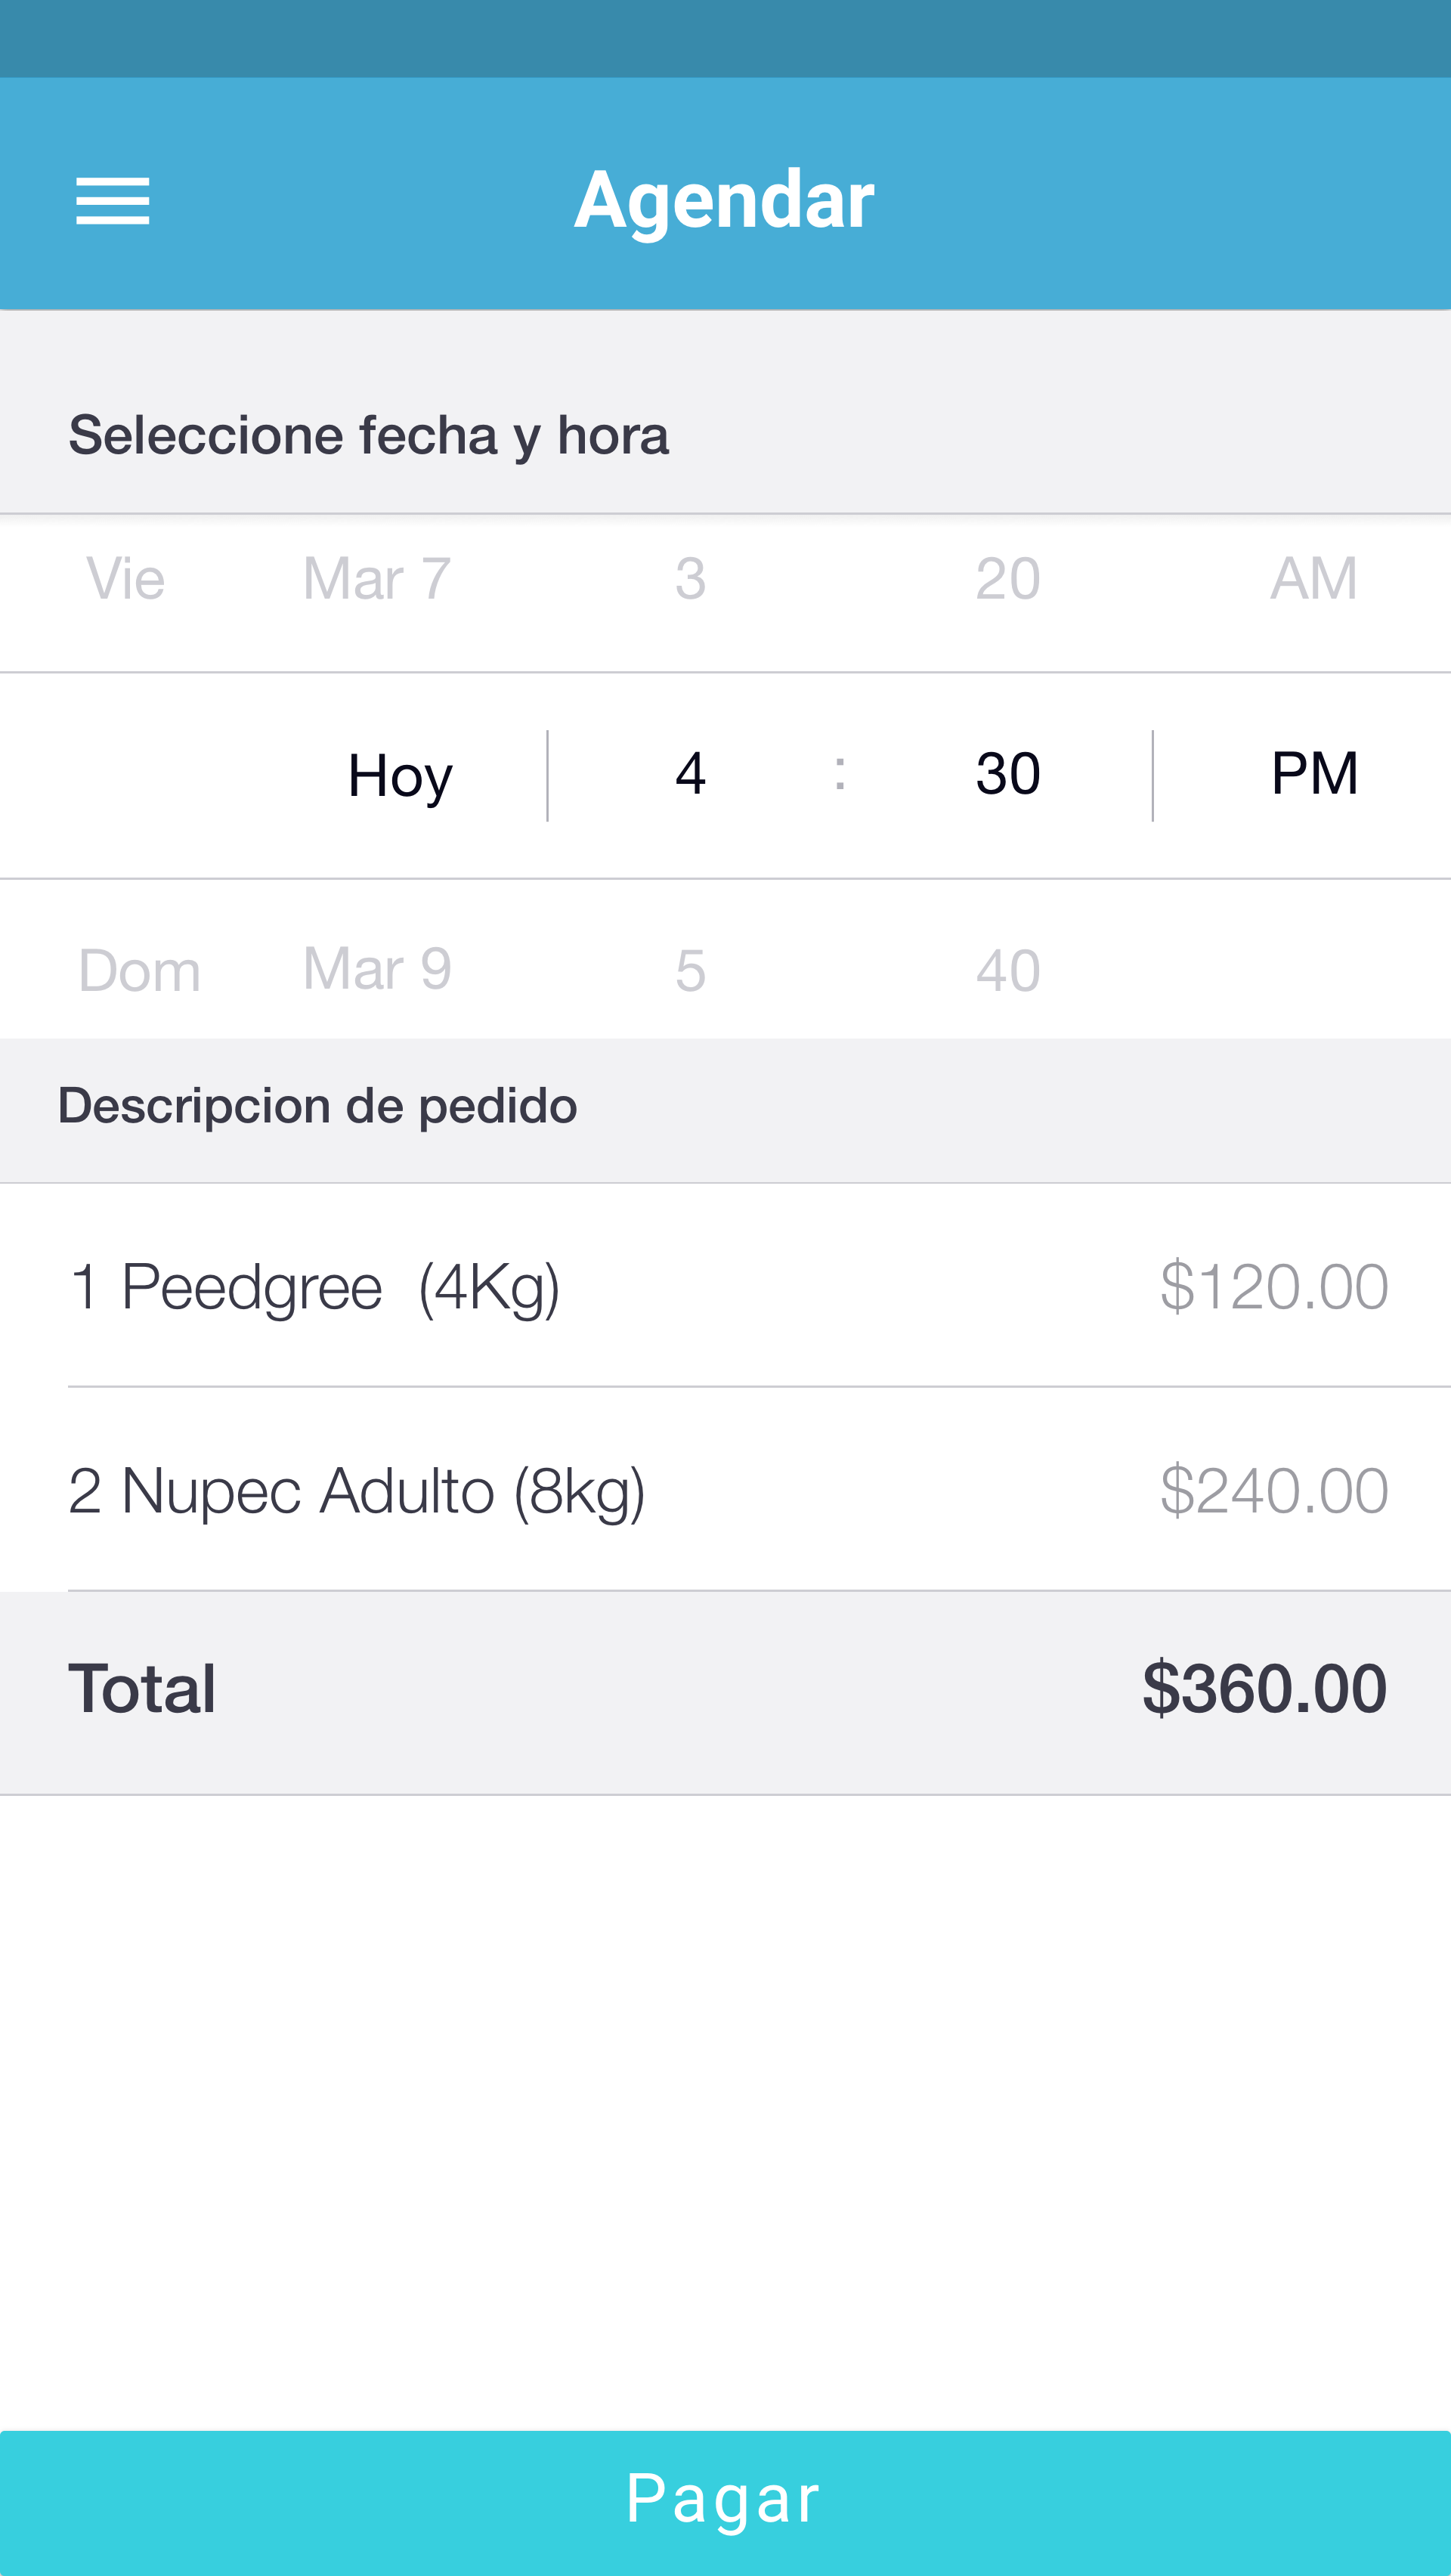 Agendar
Seleccione fecha y hora
Vie Mar 7 3 20 AM
Hoy 4 : 30 PM
Dom Mar 9 5 40
Descripcion de pedido
1 Peedgree (4Kg) $120.00
2 Nupec Adulto (8kg) $240.00
Total $360.00
Pagar